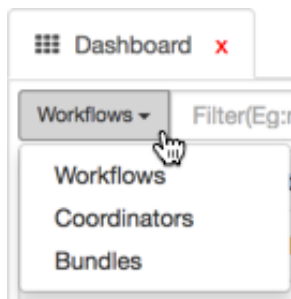 Dashboard x
Workflows
Filter(Eg:
Workflows
Coordinators
Bundles